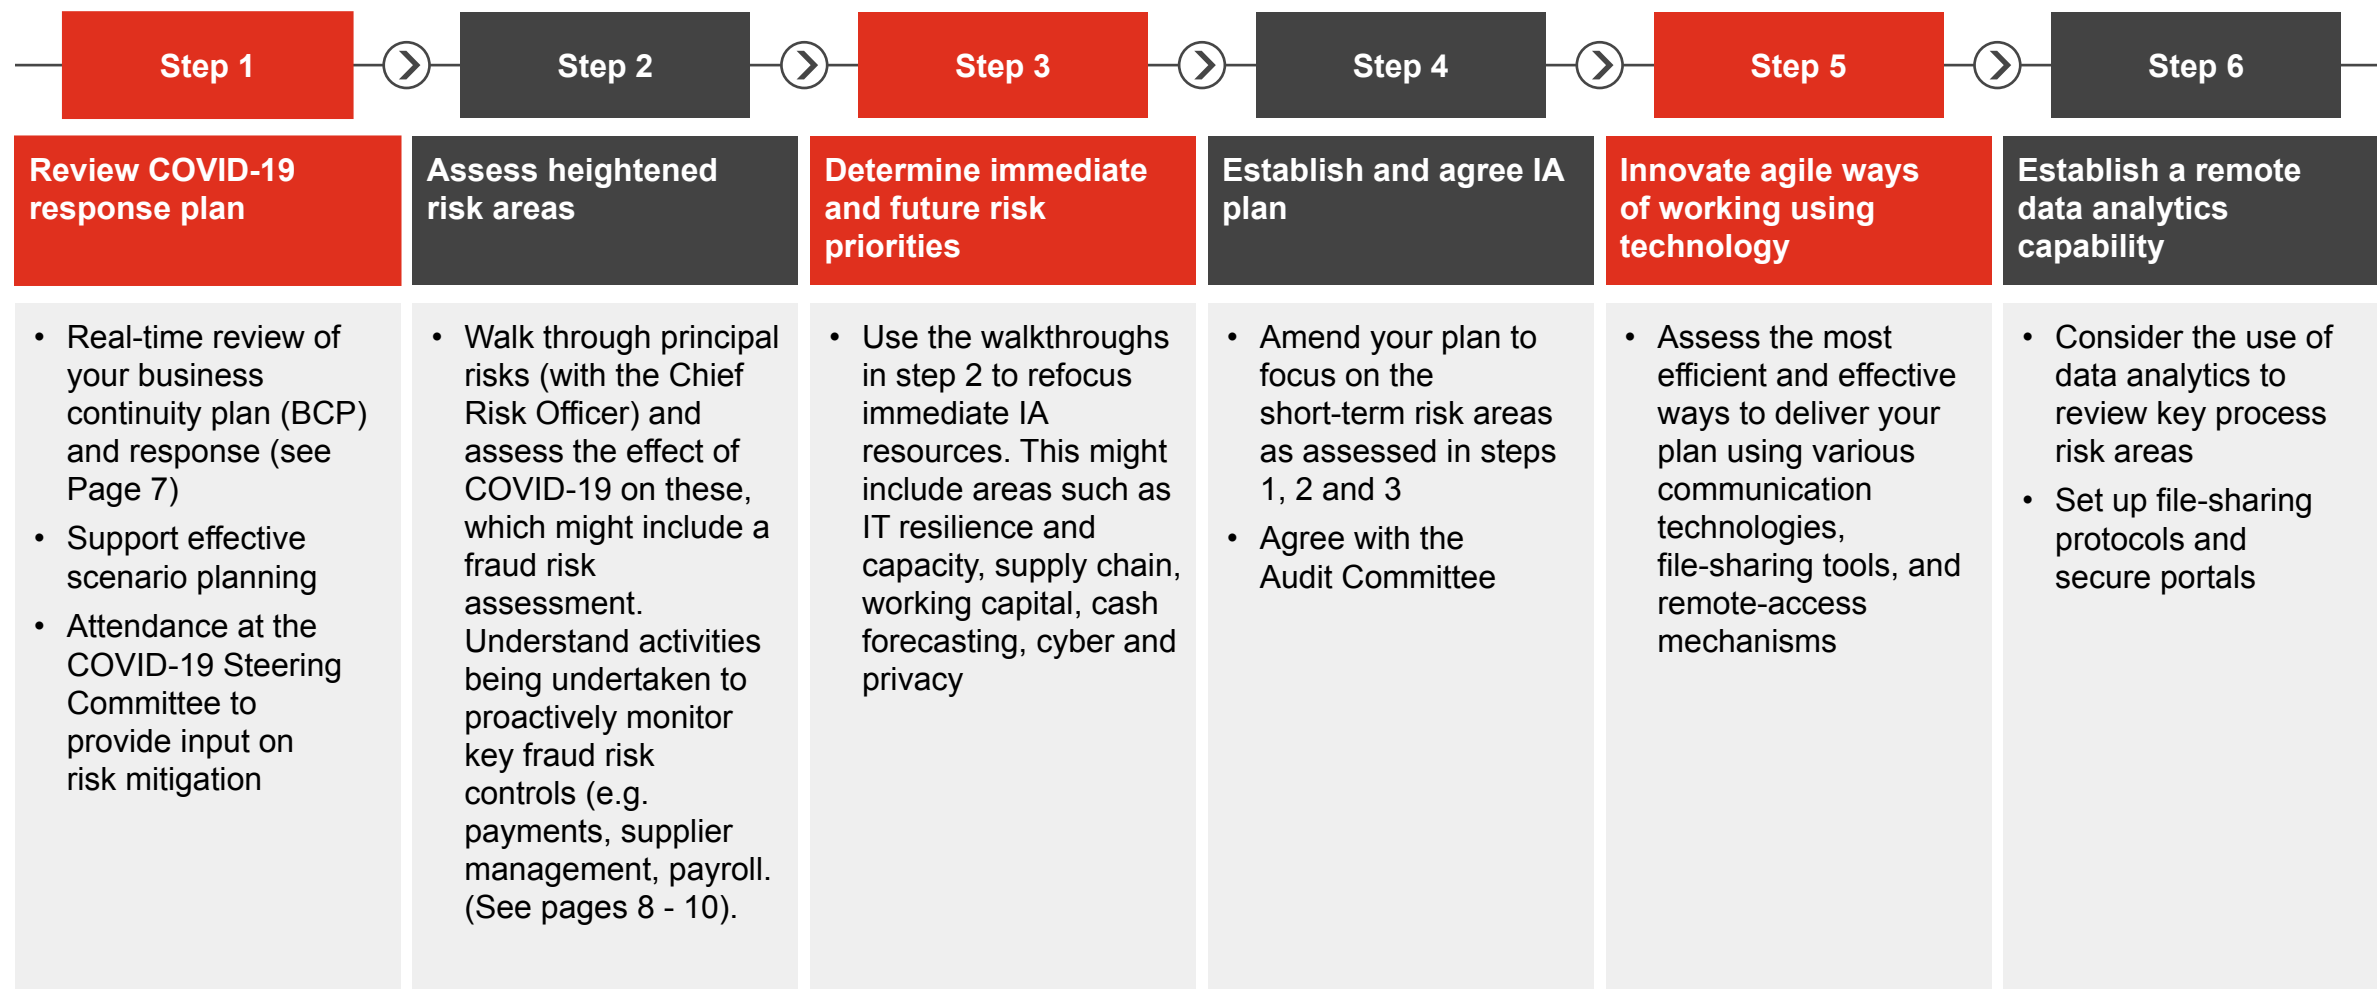 Step 1
Step 2
Step 3
Step 4
Step 5
Step 6
Review COVID-19
response plan
Assess heightened
risk areas
Determine immediate
and future risk
priorities
Establish and agree IA
plan
Innovate agile ways
of working using
technology
Establish a remote
data analytics
capability
• Real-time review of
your business
continuity plan (BCP)
and response (see
Page 7)
• Support effective
scenario planning
• Attendance at the
COVID-19 Steering
Committee to
provide input on
risk mitigation
• Walk through principal
risks (with the Chief
Risk Officer) and
assess the effect of
COVID-19 on these,
which might include a
fraud risk
assessment.
Understand activities
being undertaken to
proactively monitor
key fraud risk
controls (e.g.
payments, supplier
management, payroll.
(See pages 8 - 10).
• Use the walkthroughs
in step 2 to refocus
immediate IA
resources. This might
include areas such as
IT resilience and
capacity, supply chain,
working capital, cash
forecasting, cyber and
privacy
• Amend your plan to
focus on the
short-term risk areas
as assessed in steps
1, 2 and 3
• Agree with the
Audit Committee
• Assess the most
efficient and effective
ways to deliver your
plan using various
communication
technologies,
file-sharing tools, and
remote-access
mechanisms
• Consider the use of
data analytics to
review key process
risk areas
• Set up file-sharing
protocols and
secure portals